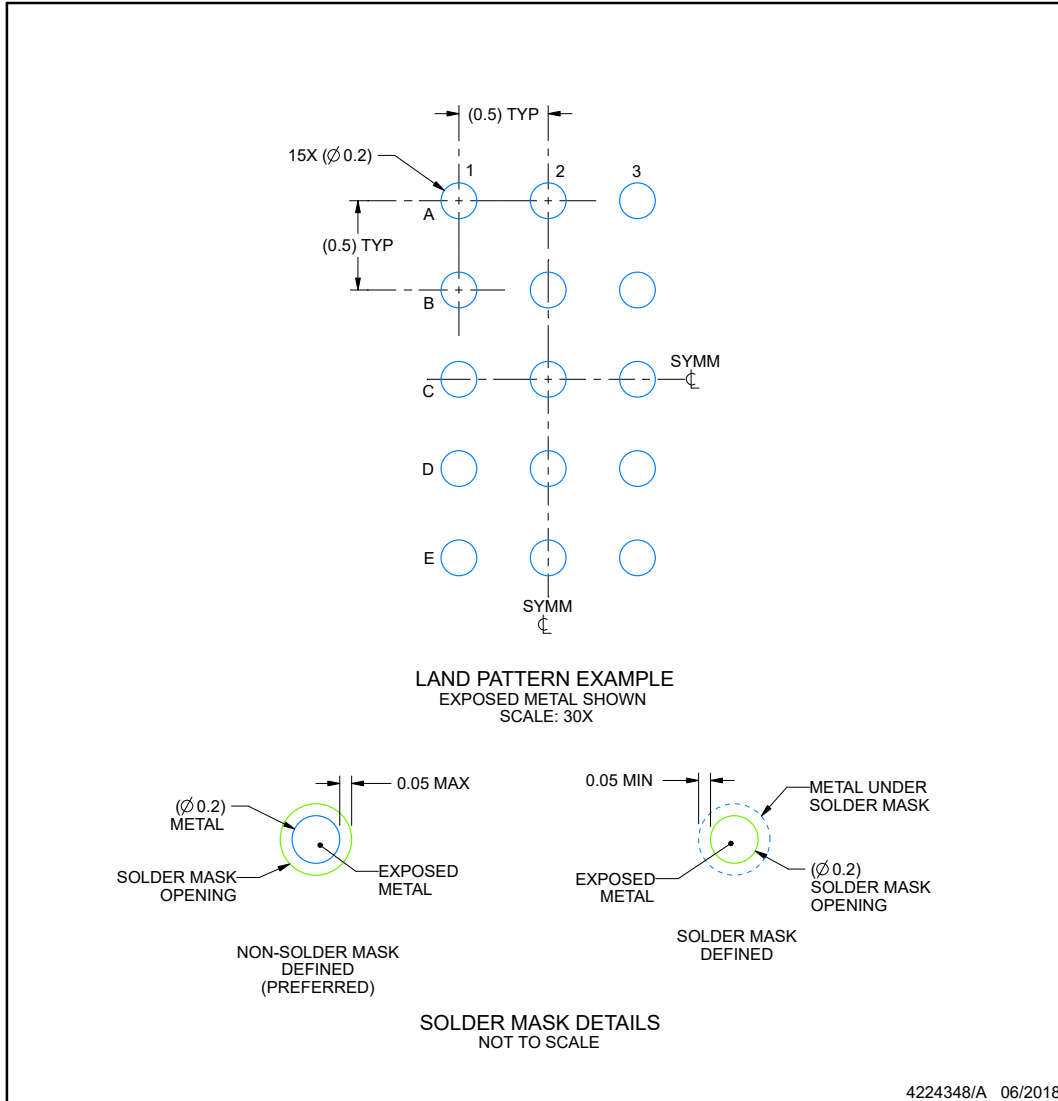 (0.5) TYP
15X (∅ 0.2)
1
2
3
A
(0.5) TYP
B
SYMM
℄
C
D
E
SYMM
℄
LAND PATTERN EXAMPLE
EXPOSED METAL SHOWN
SCALE: 30X
0.05 MAX
(∅ 0.2)
METAL
SOLDER MASK
OPENING
EXPOSED
METAL
NON-SOLDER MASK
DEFINED
(PREFERRED)
0.05 MIN
METAL UNDER
SOLDER MASK
EXPOSED
METAL
(∅ 0.2)
SOLDER MASK
OPENING
SOLDER MASK
DEFINED
SOLDER MASK DETAILS
NOT TO SCALE
4224348/A 06/2018